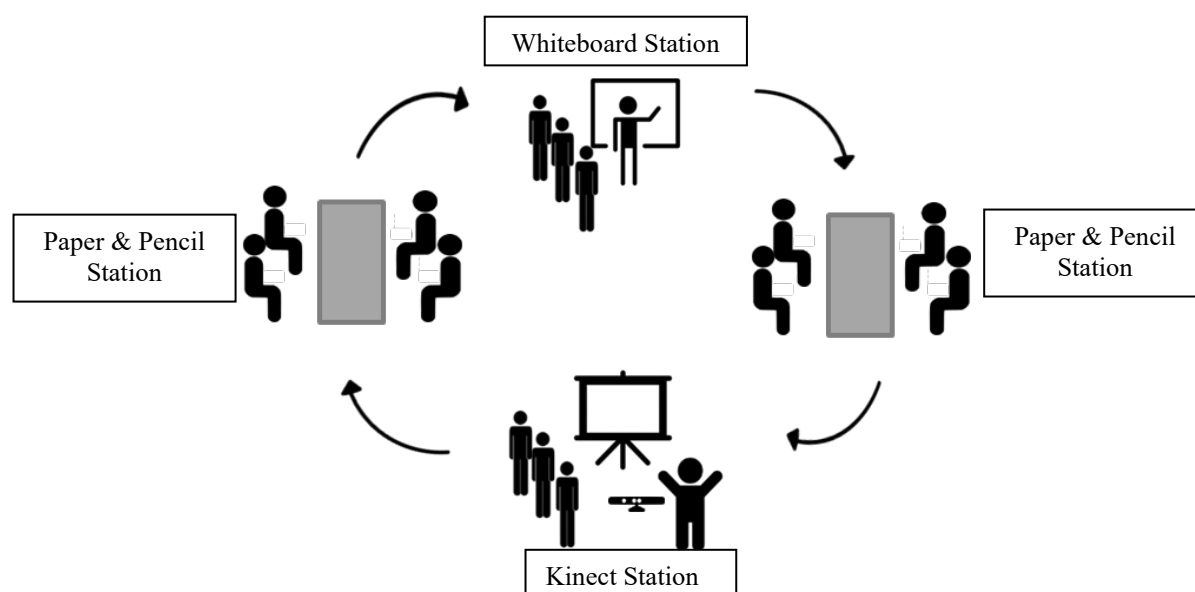 Whiteboard Station
Paper & Pencil
Station
Paper & Pencil
Station
Kinect Station